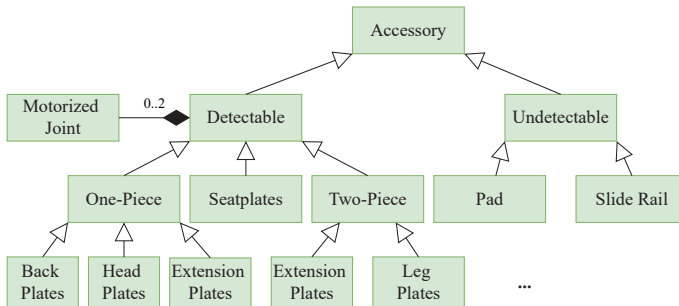 Accessory
Motorized
Joint
0..2
Detectable
Undetectable
One-Piece
Seatplates
Two-Piece
Pad
Slide Rail
Back
Plates
Head
Plates
Extension
Plates
Extension
Plates
Leg
Plates
...